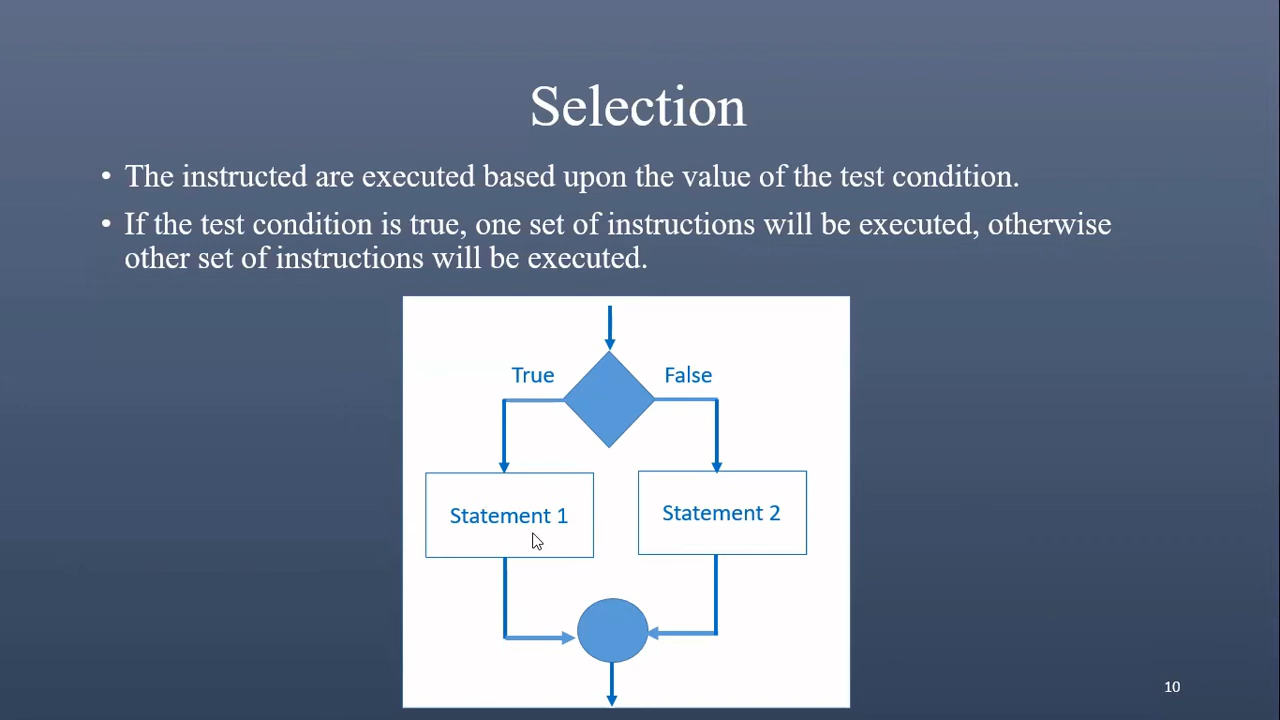 Selection
• The instructed are executed based upon the value of the test condition.
• If the test condition is true, one set of instructions will be executed, otherwise
other set of instructions will be executed.
True
False
Statement 1
Statement 2
10